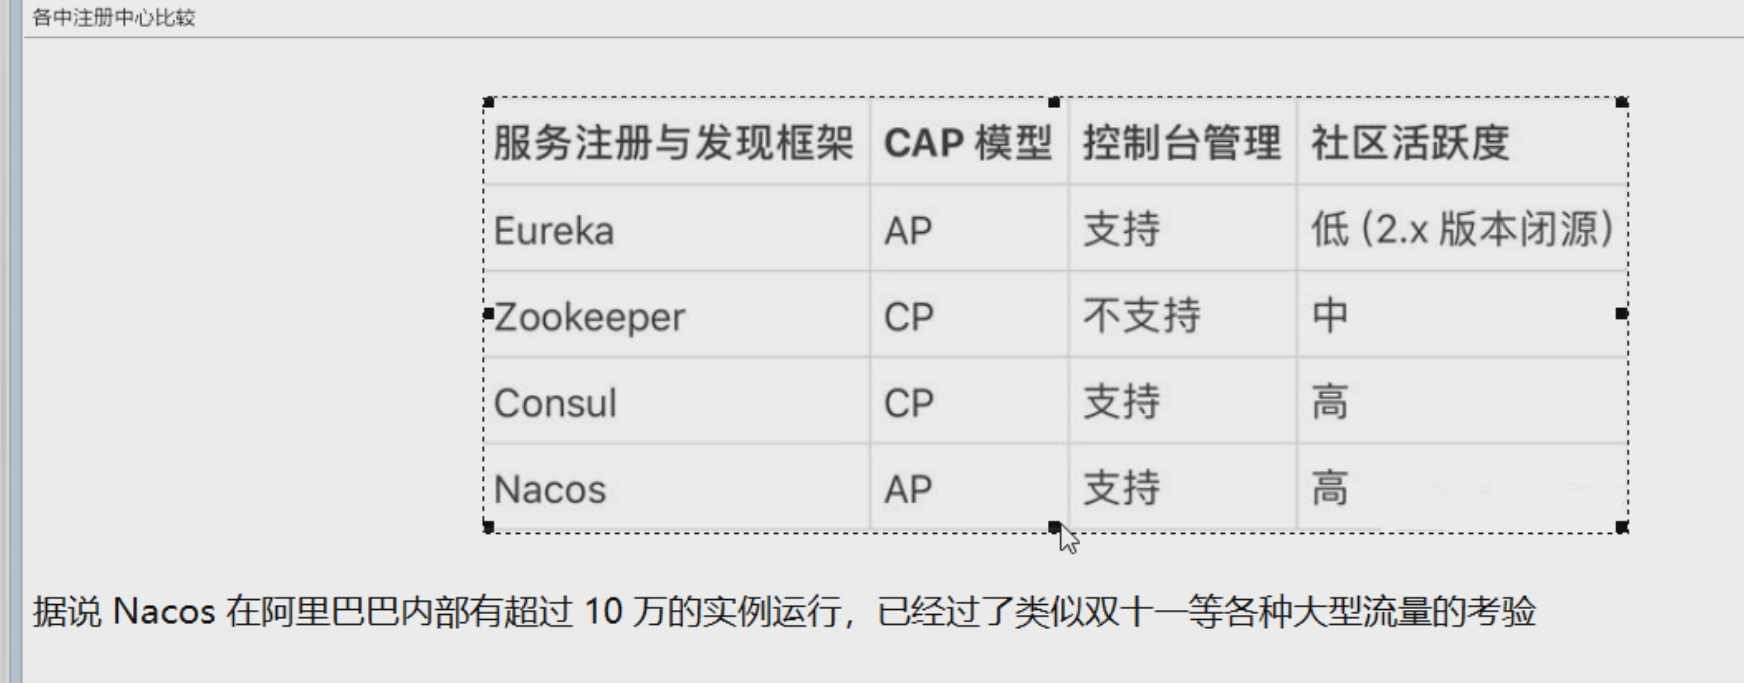 各中注册中心比较
服务注册与发现框架 CAP 模型 控制台管理 社区活跃度
Eureka AP 支持 低 (2.x 版本闭源)
Zookeeper CP 不支持 中
Consul CP 支持 高
Nacos AP 支持 高
据说 Nacos 在阿里巴巴内部有超过 10 万的实例运行，已经过了类似双十一等各种大型流量的考验